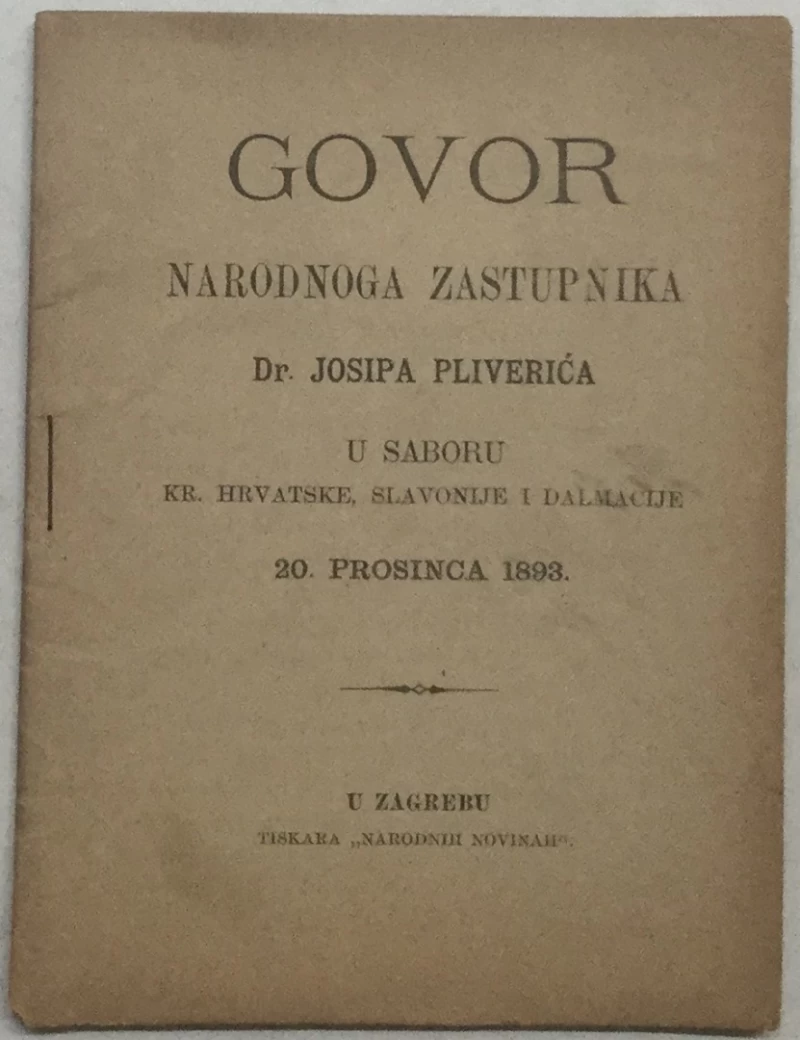 GOVOR
NARODNOGA ZASTUPNIKA
Dr. JOSIPA PLIVERIĆA
U SABORU
KR. HRVATSKE, SLAVONIJE I DALMACIJE
20. PROSINCA 1893.
U ZAGREBU
TISKARA „NARODNIH NOVINAH“.